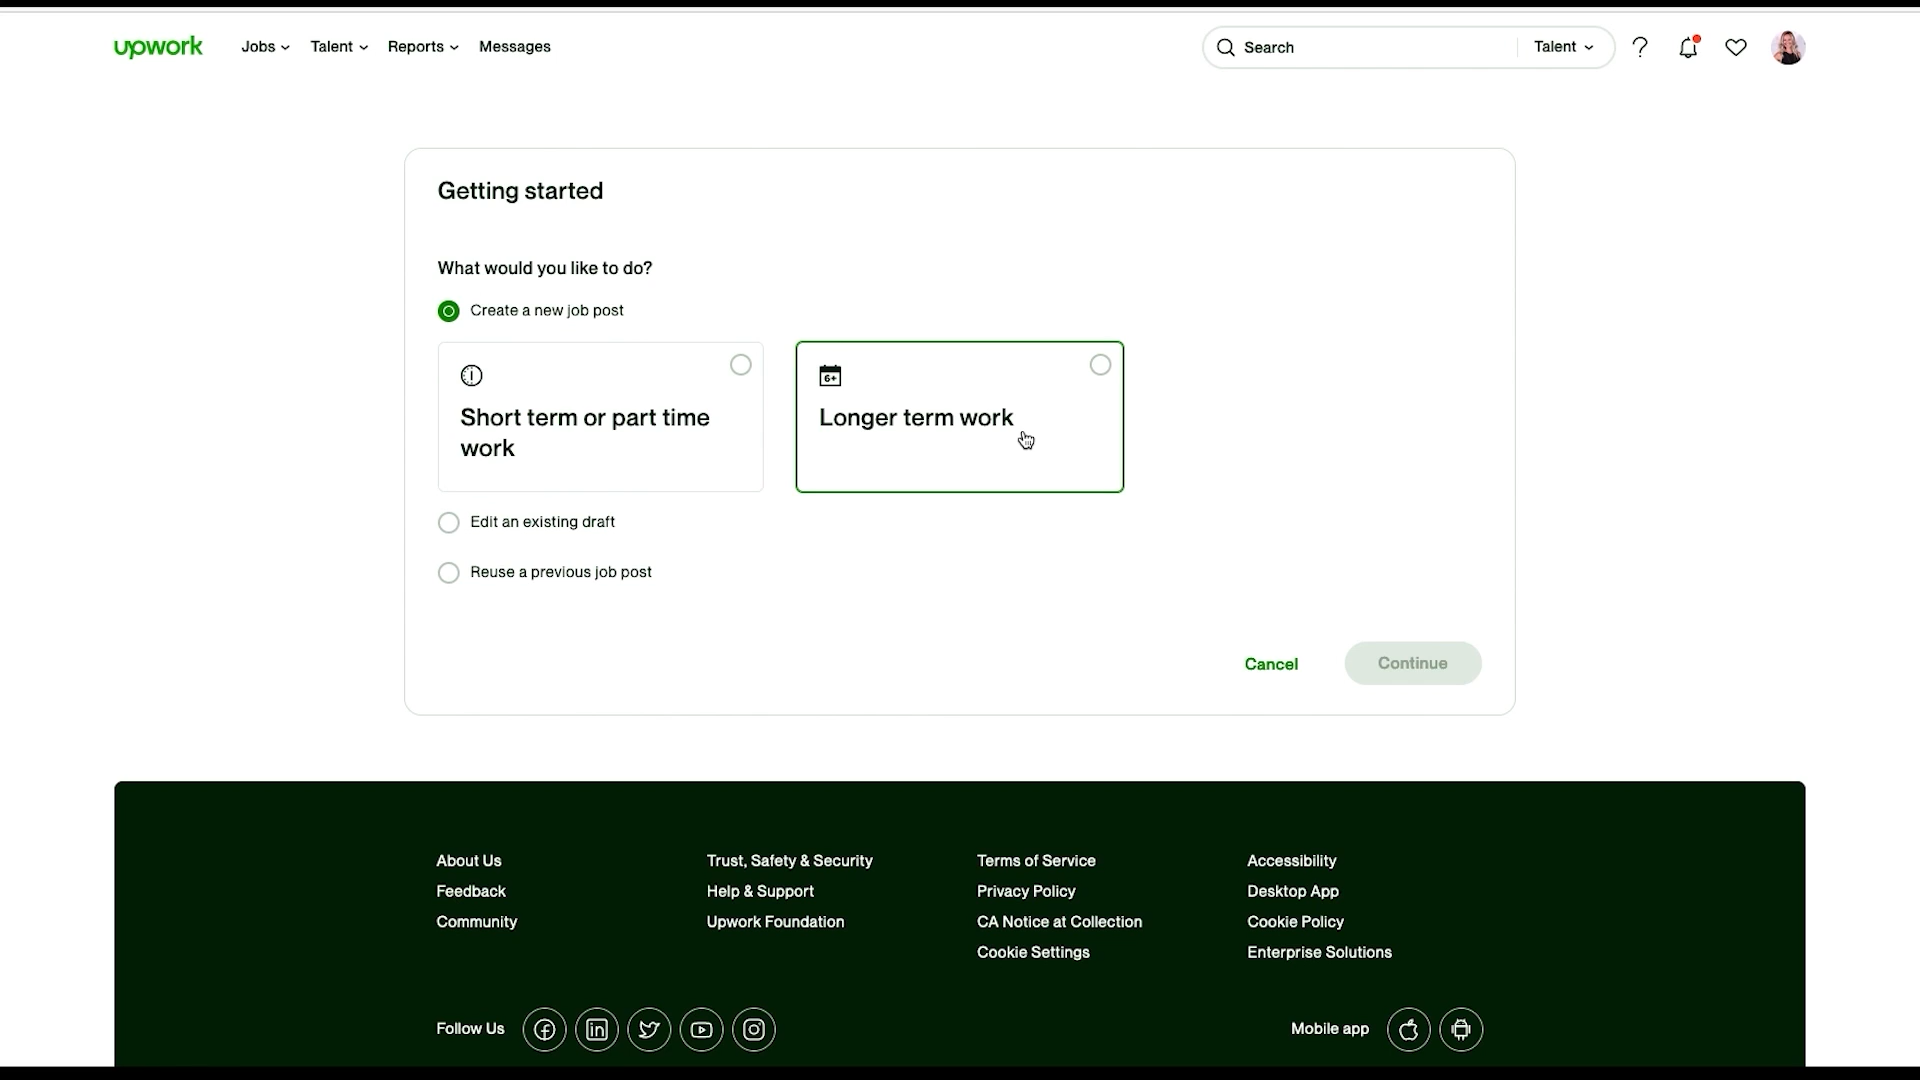 upwork Jobs Talent Reports Messages Search Talent
Getting started
What would you like to do?
Create a new job post
Short term or part time
work
6+
Longer term work
Edit an existing draft
Reuse a previous job post
Cancel Continue
About Us Trust, Safety & Security Terms of Service Accessibility
Feedback Help & Support Privacy Policy Desktop App
Community Upwork Foundation CA Notice at Collection Cookie Policy
Cookie Settings Enterprise Solutions
Follow Us Mobile app